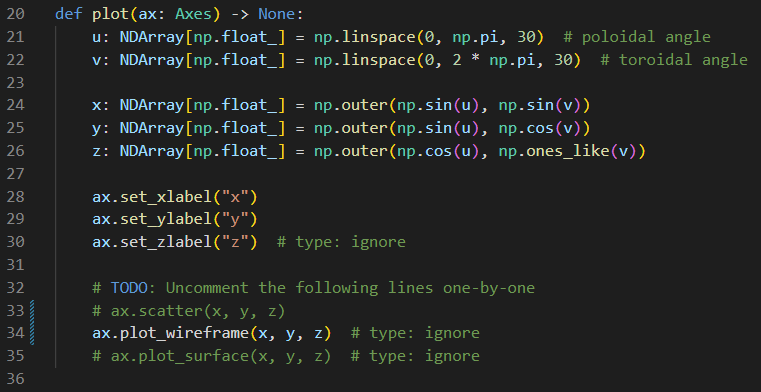 20 def plot(ax: Axes) -> None:
21     u: NDArray[np.float_] = np.linspace(0, np.pi, 30)  # poloidal angle
22     v: NDArray[np.float_] = np.linspace(0, 2 * np.pi, 30)  # toroidal angle
23
24     x: NDArray[np.float_] = np.outer(np.sin(u), np.sin(v))
25     y: NDArray[np.float_] = np.outer(np.sin(u), np.cos(v))
26     z: NDArray[np.float_] = np.outer(np.cos(u), np.ones_like(v))
27
28     ax.set_xlabel("x")
29     ax.set_ylabel("y")
30     ax.set_zlabel("z")  # type: ignore
31
32     # TODO: Uncomment the following lines one-by-one
33     # ax.scatter(x, y, z)
34     ax.plot_wireframe(x, y, z)  # type: ignore
35     # ax.plot_surface(x, y, z)  # type: ignore
36